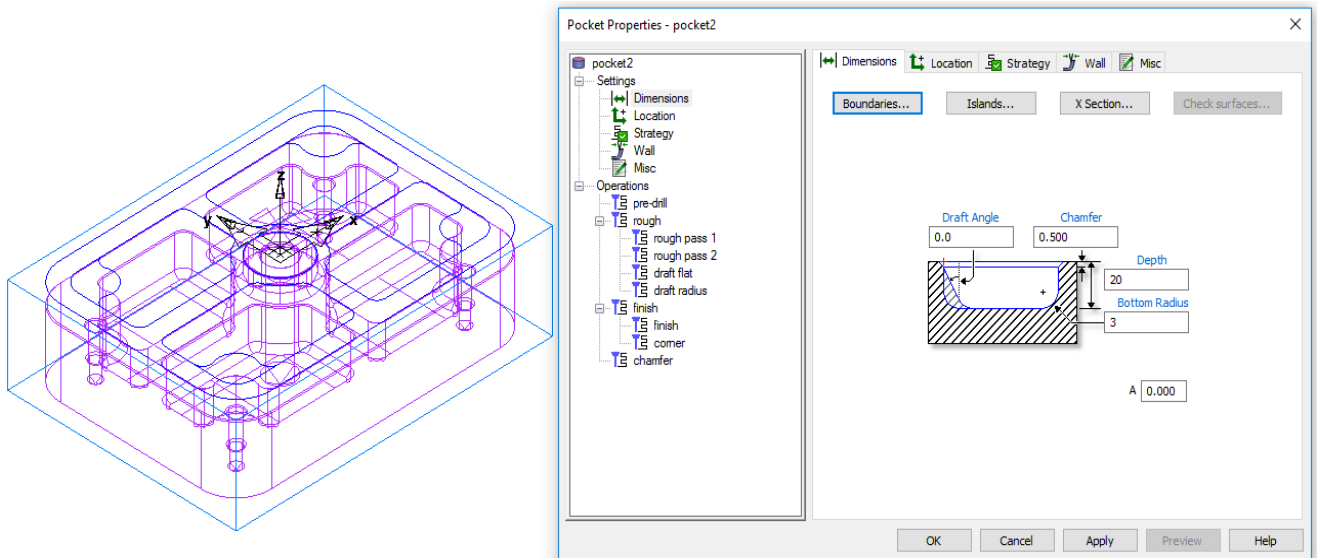 z
y
x
Pocket Properties - pocket2
pocket2
Settings
Dimensions
Location
Strategy
Wall
Misc
Operations
pre-drill
rough
rough pass 1
rough pass 2
draft flat
draft radius
finish
finish
corner
chamfer
Dimensions Location Strategy Wall Misc
Boundaries... Islands... X Section... Check surfaces...
Draft Angle Chamfer
0.0 0.500
Depth
20
Bottom Radius
3
A 0.000
OK Cancel Apply Preview Help